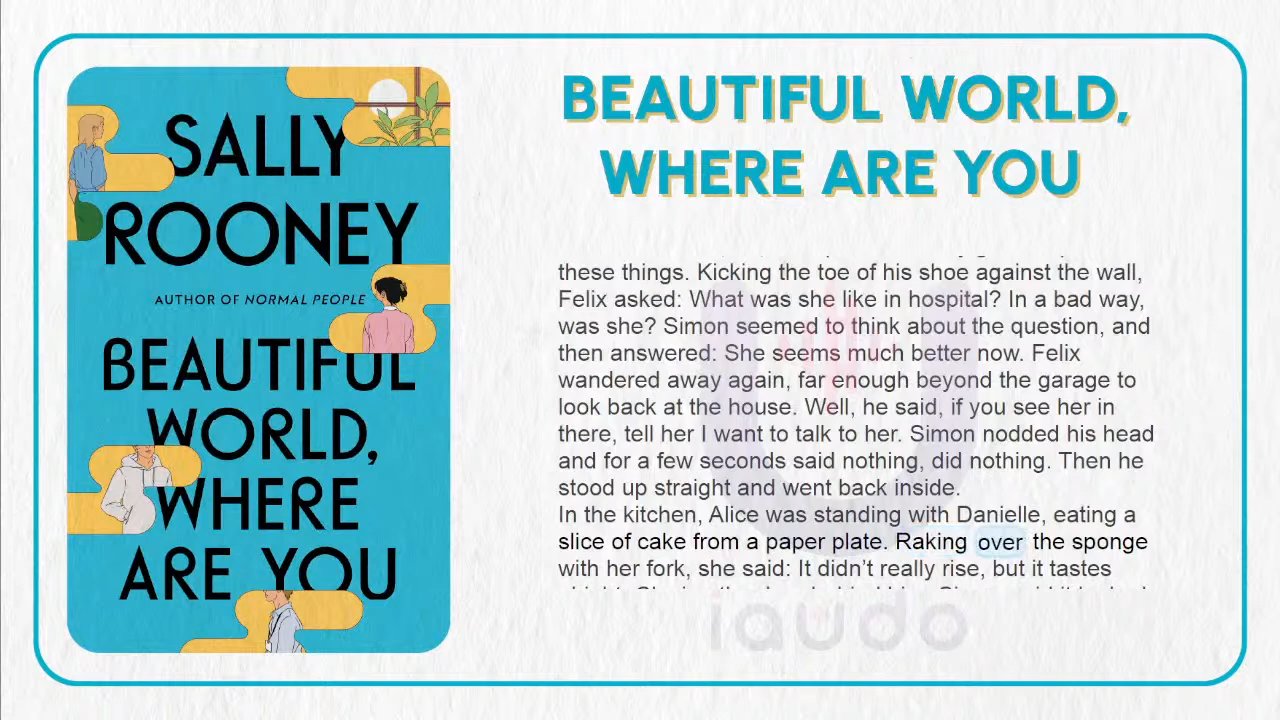 SALLY
ROONEY
AUTHOR OF NORMAL PEOPLE
BEAUTIFUL
WORLD,
WHERE
ARE YOU
BEAUTIFUL WORLD,
WHERE ARE YOU
these things. Kicking the toe of his shoe against the wall,
Felix asked: What was she like in hospital? In a bad way,
was she? Simon seemed to think about the question, and
then answered: She seems much better now. Felix
wandered away again, far enough beyond the garage to
look back at the house. Well, he said, if you see her in
there, tell her I want to talk to her. Simon nodded his head
and for a few seconds said nothing, did nothing. Then he
stood up straight and went back inside.
In the kitchen, Alice was standing with Danielle, eating a
slice of cake from a paper plate. Raking over the sponge
with her fork, she said: It didn’t really rise, but it tastes
iaudo